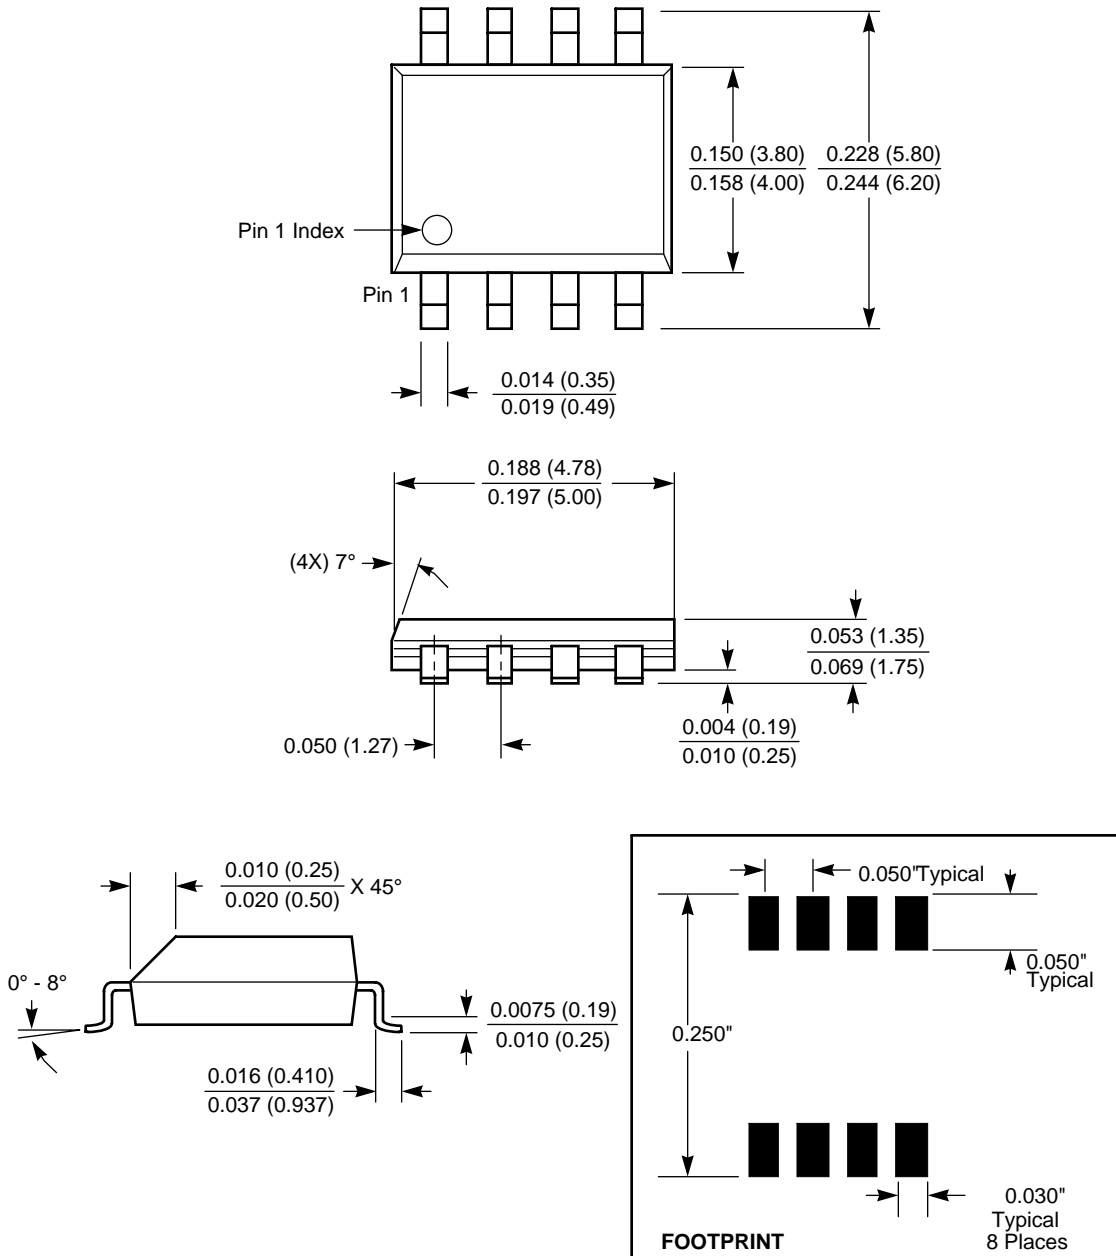 0.150 (3.80)
0.158 (4.00)
0.228 (5.80)
0.244 (6.20)
Pin 1 Index
Pin 1
0.014 (0.35)
0.019 (0.49)
0.188 (4.78)
0.197 (5.00)
(4X) 7°
0.053 (1.35)
0.069 (1.75)
0.004 (0.19)
0.010 (0.25)
0.050 (1.27)
0.010 (0.25)
0.020 (0.50)
X 45°
0° - 8°
0.0075 (0.19)
0.010 (0.25)
0.016 (0.410)
0.037 (0.937)
0.050"Typical
0.050"
Typical
0.250"
0.030"
Typical
8 Places
FOOTPRINT